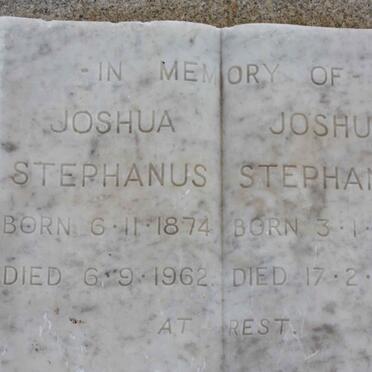 - IN MEMORY OF -
JOSHUA JOSHU
STEPHANUS STEPHAN
BORN 6·11·1874 BORN 3·1·
DIED 6·9·1962 DIED 17·2·
AT REST.